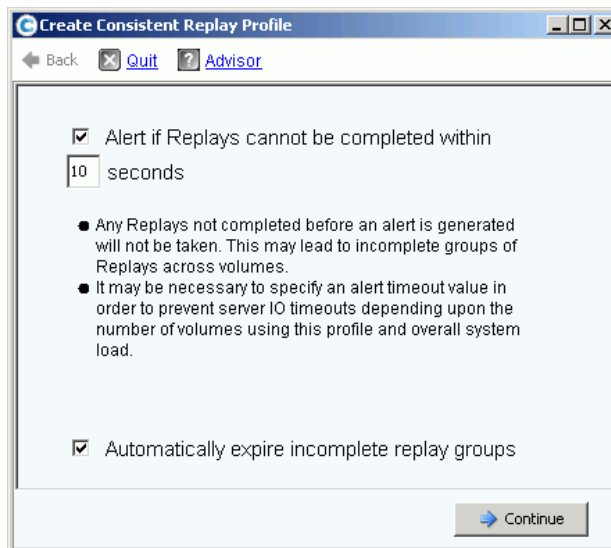 Create Consistent Replay Profile
Back Quit Advisor
Alert if Replays cannot be completed within
10 seconds
Any Replays not completed before an alert is generated
will not be taken. This may lead to incomplete groups of
Replays across volumes.
It may be necessary to specify an alert timeout value in
order to prevent server IO timeouts depending upon the
number of volumes using this profile and overall system
load.
Automatically expire incomplete replay groups
Continue